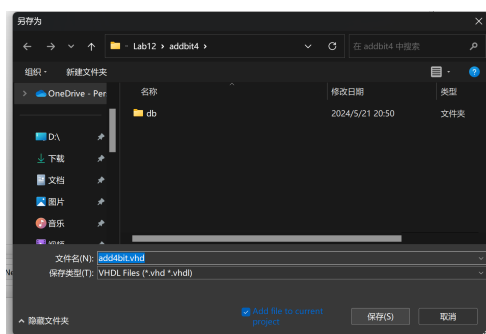 另存为
- Lab12 › addbit4 ›
在 addbit4 中搜索
组织
新建文件夹
名称
修改日期
类型
OneDrive - Per
db
2024/5/21 20:50
文件夹
D:\
下载
文档
图片
音乐
文件名(N): add4bit.vhd
保存类型(T): VHDL Files (*.vhd *.vhdl)
Add file to current
project
隐藏文件夹
保存(S)
取消